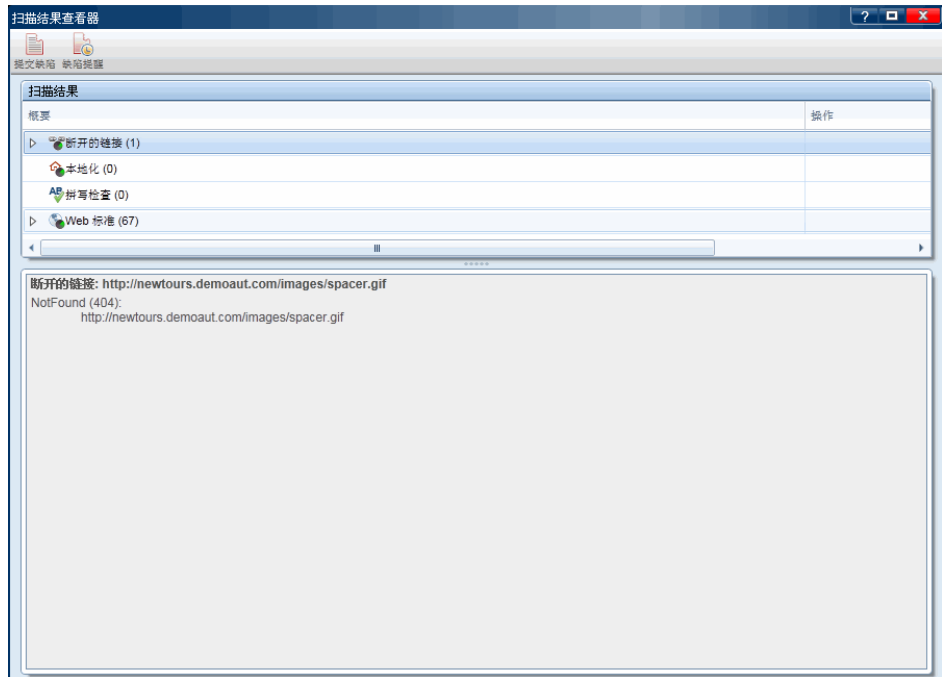 扫描结果查看器
提交缺陷 缺陷提醒
扫描结果
概要 操作
断开的链接 (1)
本地化 (0)
拼写检查 (0)
Web 标准 (67)
断开的链接: http://newtours.demoaut.com/images/spacer.gif
NotFound (404):
http://newtours.demoaut.com/images/spacer.gif